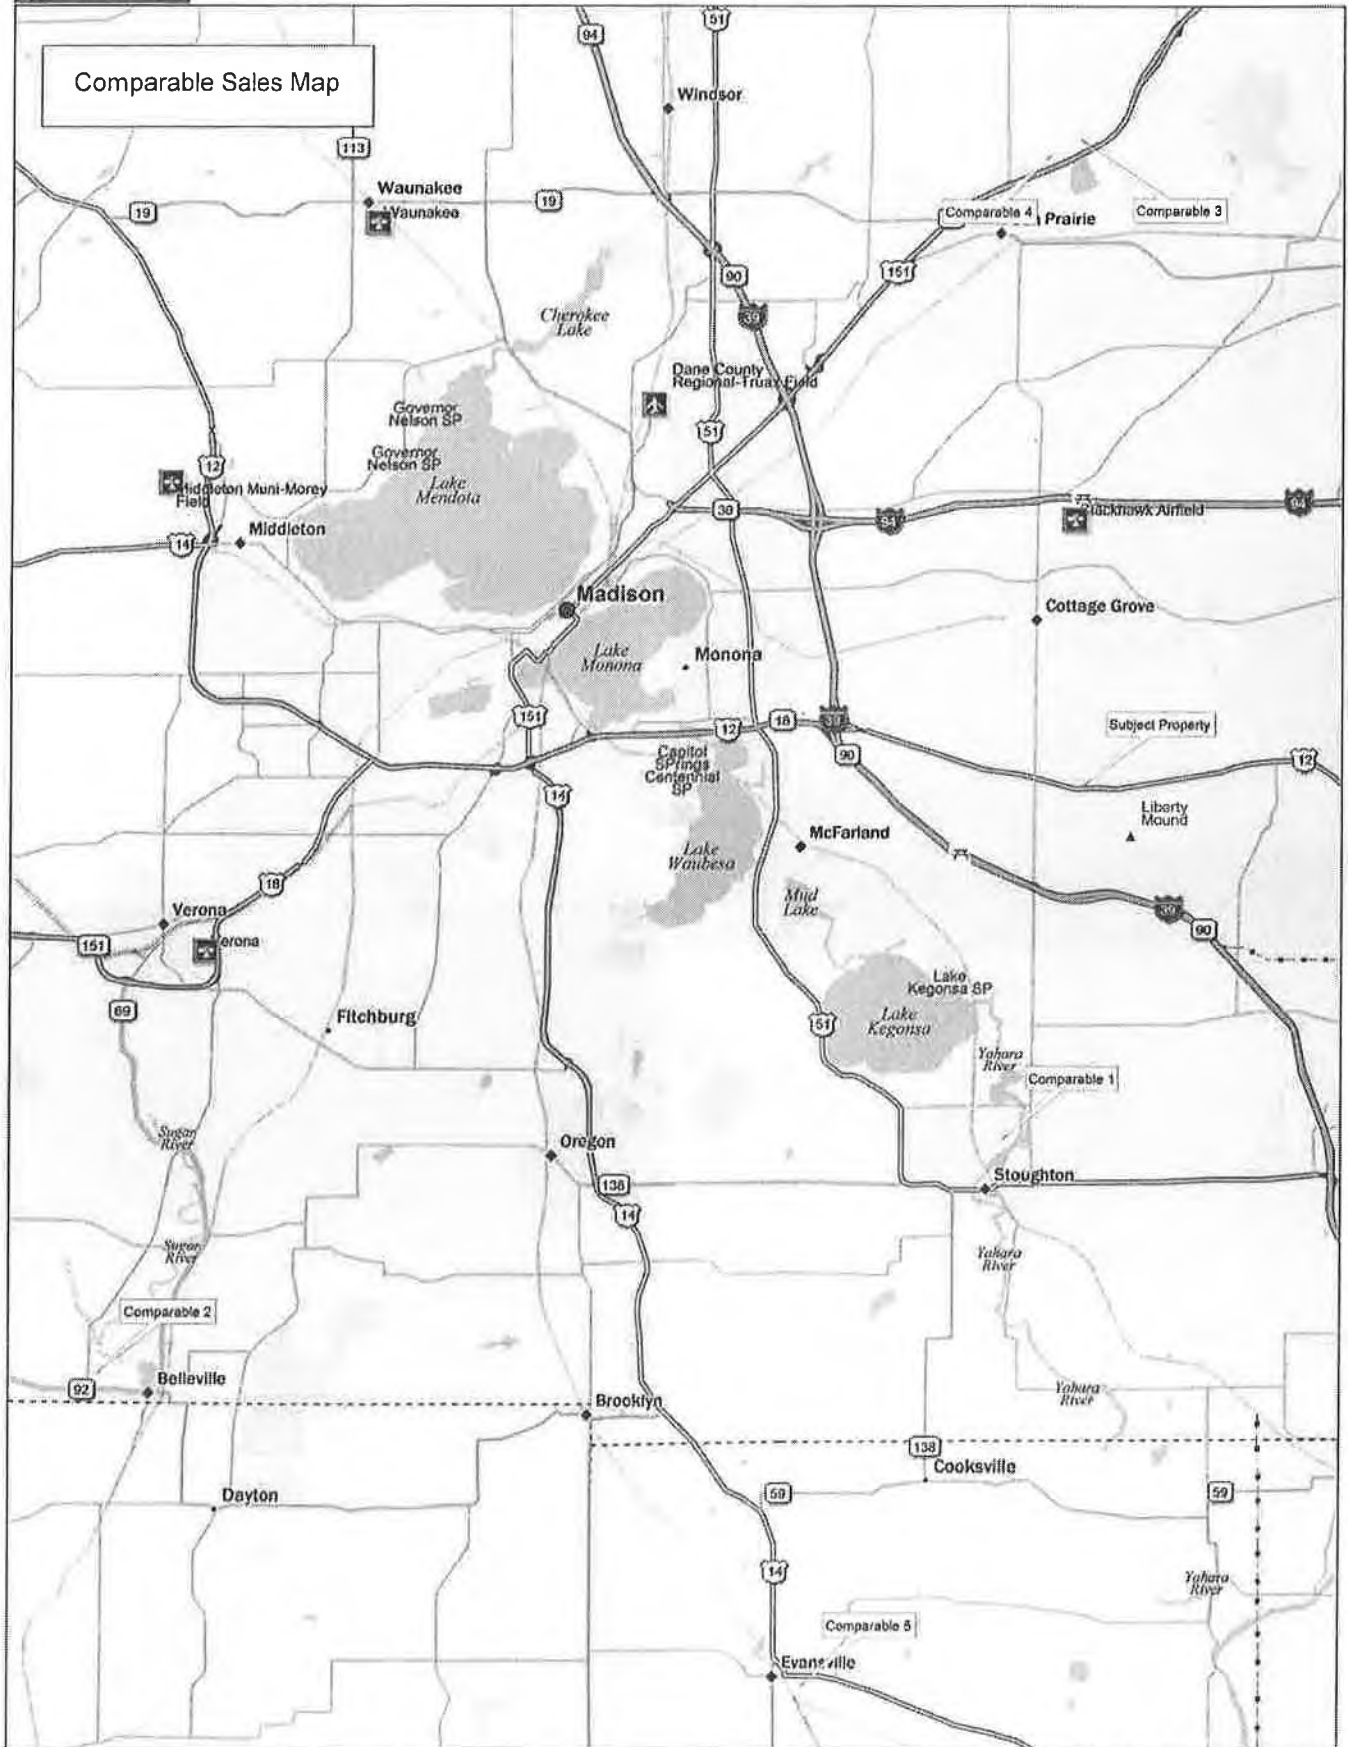 Comparable Sales Map
94
51
Windsor
113
Waunakee
19
Waunakee
19
Comparable 4
Prairie
Comparable 3
90
151
39
Cherokee
Lake
Dane County
Regional-Truax Field
Governor
Nelson SP
51
Governor
Nelson SP
12
Lake
Mendota
Middleton Muni-Morey
Field
30
94
94
Blackhawk Airfield
14
Middleton
Madison
Cottage Grove
Lake
Monona
Monona
151
12
18
39
Subject Property
90
12
Capitol
SPrings
Centennial
SP
14
Liberty
Mound
McFarland
Lake
Waubesa
18
Mud
Lake
39
Verona
90
151
Verona
Lake
Kegonsa SP
69
Fitchburg
51
Lake
Kegonsa
Yahara
River
Comparable 1
Sugar
River
Oregon
138
Stoughton
14
Sugar
River
Yahara
River
Comparable 2
92
Belleville
Yahara
River
Brooklyn
138
Cooksville
Dayton
59
59
14
Yahara
River
Comparable 5
Evansville